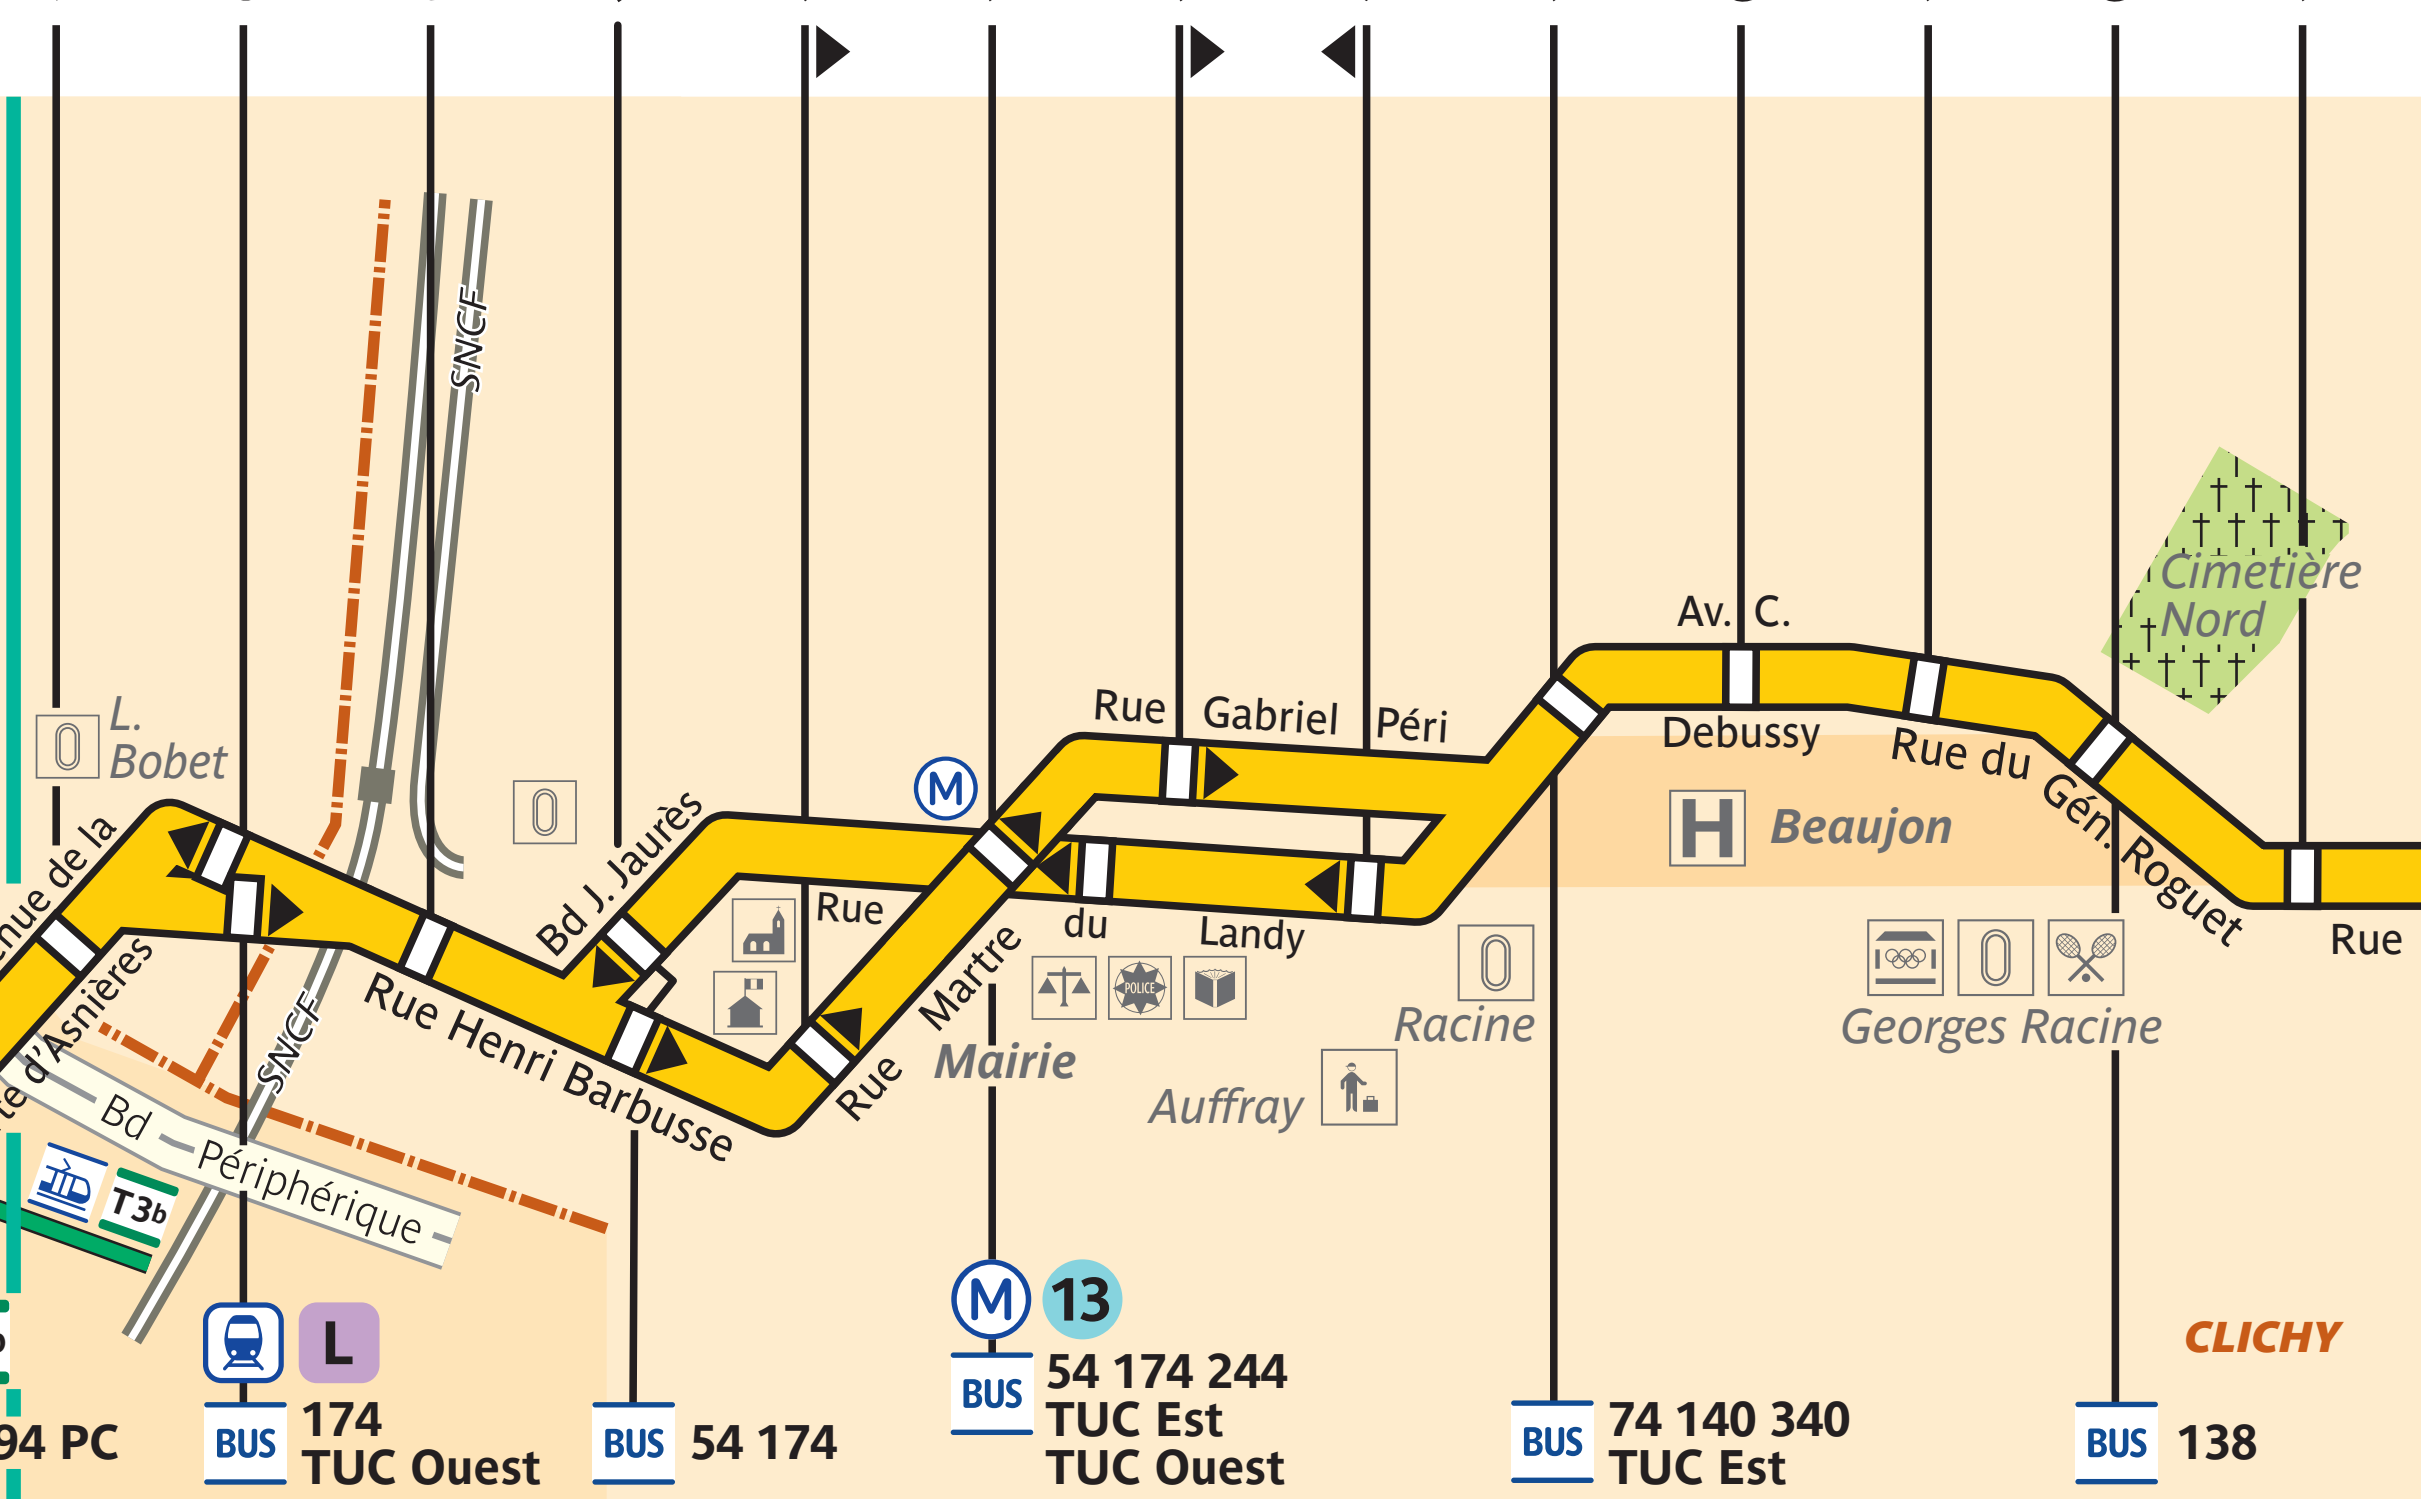 SNCF
Cimetière
Nord
Av. C.
Debussy
Rue Gabriel Péri
L.
Bobet
M
Bd J. Jaurès
Rue du Landy
Rue du Gén. Roguet
H Beaujon
Rue
d'Asnières
Rue Henri Barbusse
Rue Martre
POLICE
Mairie
Racine
Georges Racine
Auffray
SNCF
Bd Périphérique
T3b
M 13
L
CLICHY
94 PC
BUS 174
TUC Ouest
BUS 54 174
BUS 54 174 244
TUC Est
TUC Ouest
BUS 74 140 340
TUC Est
BUS 138